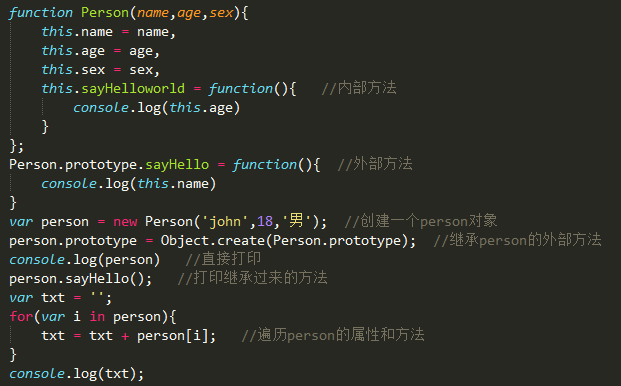 function Person(name,age,sex){
    this.name = name,
    this.age = age,
    this.sex = sex,
    this.sayHelloworld = function(){   //内部方法
        console.log(this.age)
    }
};
Person.prototype.sayHello = function(){  //外部方法
    console.log(this.name)
}
var person = new Person('john',18,'男');  //创建一个person对象
person.prototype = Object.create(Person.prototype);  //继承person的外部方法
console.log(person)   //直接打印
person.sayHello();   //打印继承过来的方法
var txt = '';
for(var i in person){
    txt = txt + person[i];   //遍历person的属性和方法
}
console.log(txt);